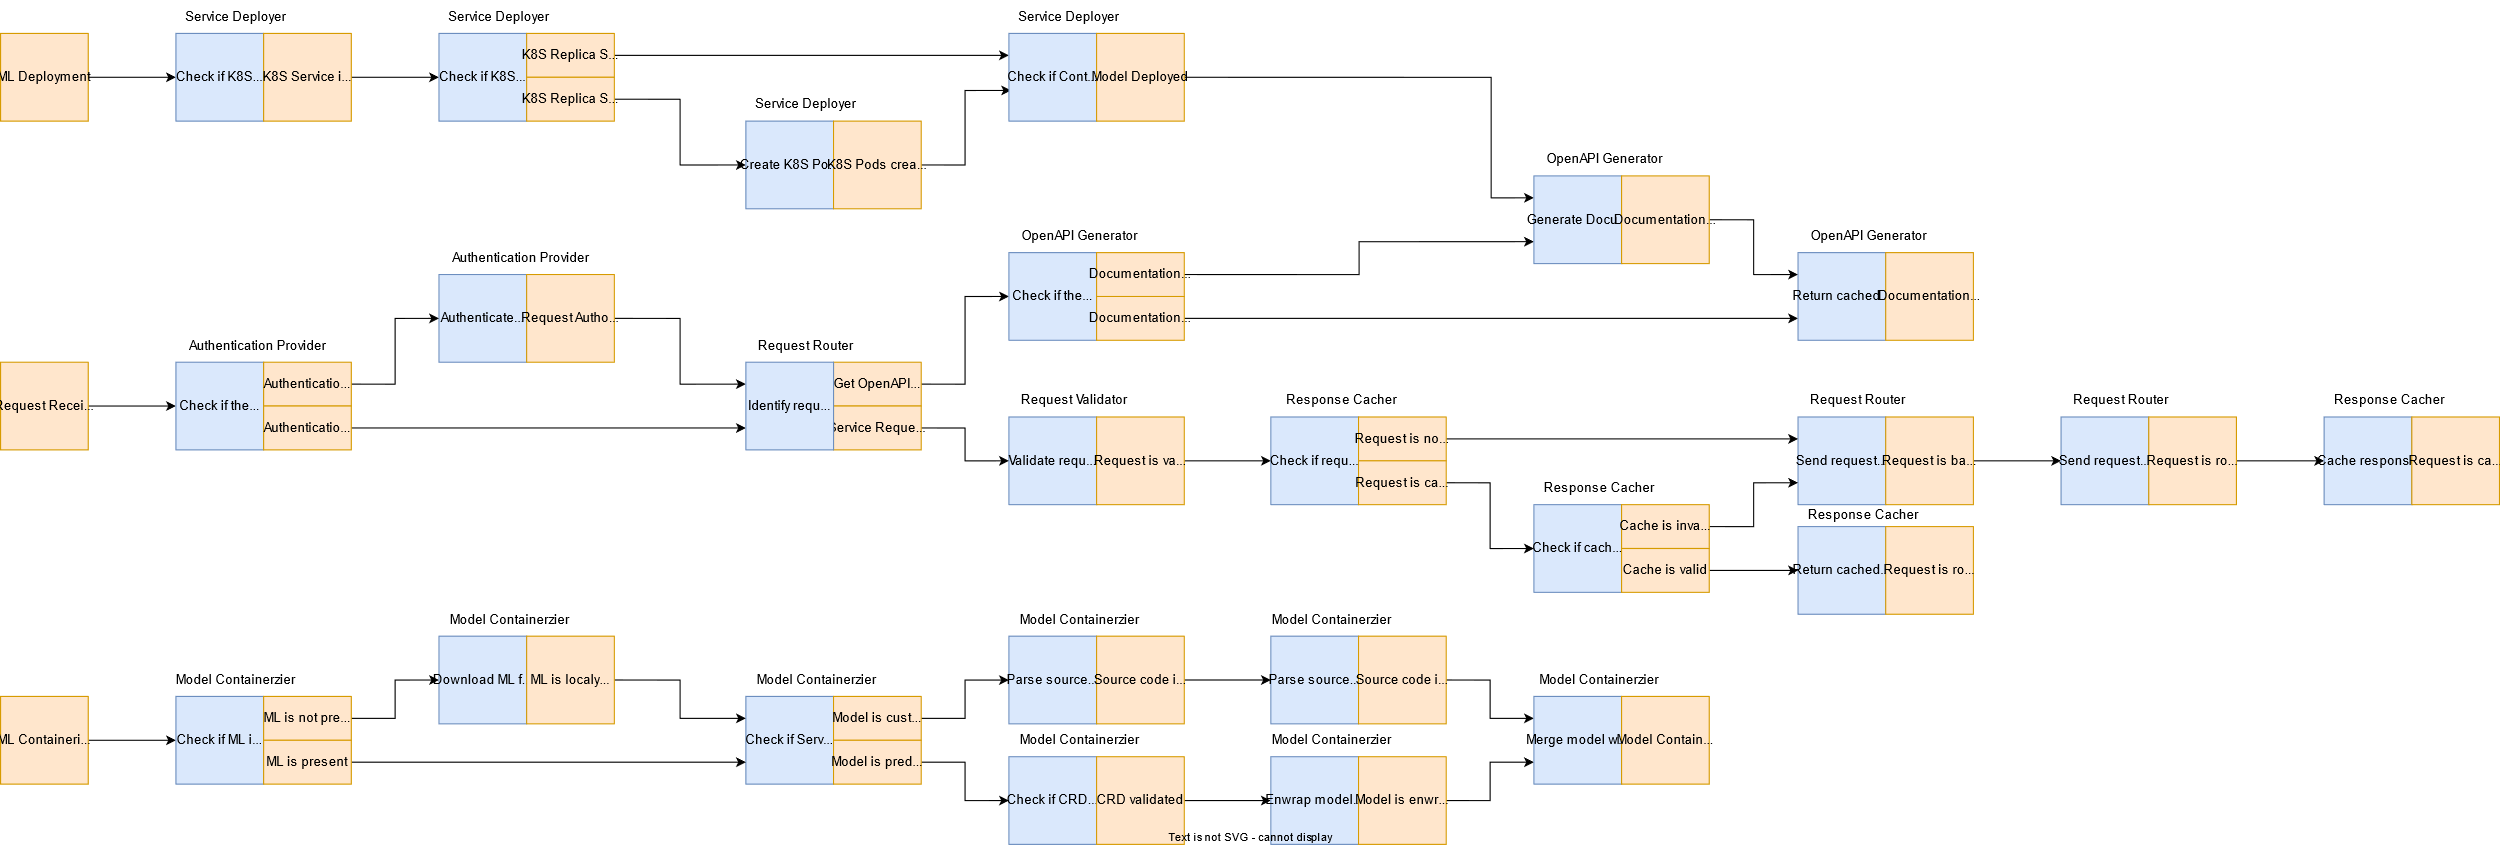 Service Deployer
Service Deployer
Service Deployer
ML Deployment
Check if K8S...
K8S Service i...
Check if K8S...
K8S Replica S...
K8S Replica S...
Check if Cont...
Model Deployed
Service Deployer
Create K8S Po...
K8S Pods crea...
OpenAPI Generator
Generate Docu...
Documentation...
OpenAPI Generator
Check if the...
Documentation...
Documentation...
OpenAPI Generator
Return cached...
Documentation...
Authentication Provider
Authenticate...
Request Autho...
Authentication Provider
Request Recei...
Check if the...
Authenticatio...
Authenticatio...
Request Router
Identify requ...
Get OpenAPI...
Service Reque...
Request Validator
Validate requ...
Request is va...
Response Cacher
Check if requ...
Request is no...
Request is ca...
Response Cacher
Check if cach...
Cache is inva...
Cache is valid
Request Router
Send request...
Request is ba...
Request Router
Send request...
Request is ro...
Response Cacher
Cache respons...
Request is ca...
Response Cacher
Return cached...
Request is ro...
Model Containerzier
Download ML f...
ML is localy...
Model Containerzier
ML Containeri...
Check if ML i...
ML is not pre...
ML is present
Model Containerzier
Check if Serv...
Model is cust...
Model is pred...
Model Containerzier
Parse source...
Source code i...
Model Containerzier
Parse source...
Source code i...
Model Containerzier
Merge model w...
Model Contain...
Model Containerzier
Check if CRD...
CRD validated
Model Containerzier
Enwrap model...
Model is enwr...
Text is not SVG - cannot display